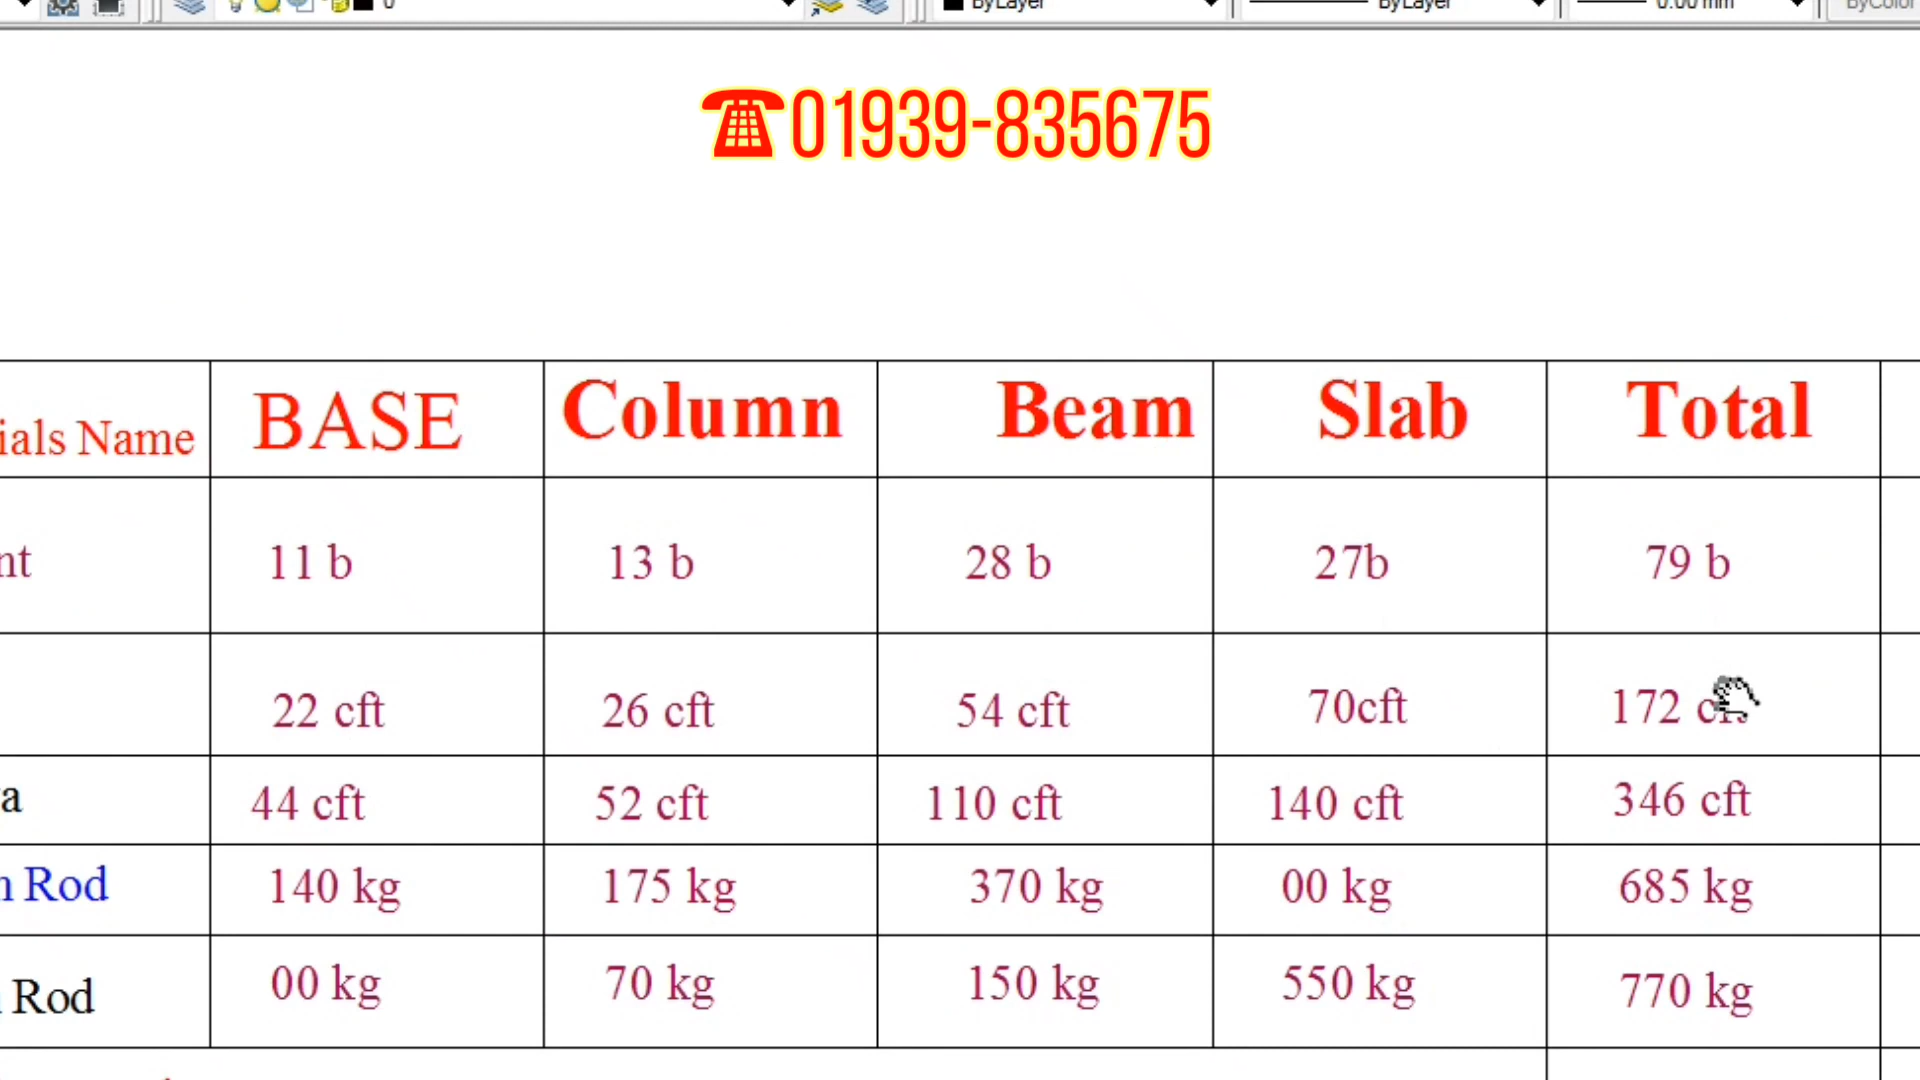 0 ByLayer ByLayer 0.00 mm ByColor
☎01939-835675
ials Name BASE Column Beam Slab Total
nt 11 b 13 b 28 b 27b 79 b
22 cft 26 cft 54 cft 70cft 172 cft
a 44 cft 52 cft 110 cft 140 cft 346 cft
Rod 140 kg 175 kg 370 kg 00 kg 685 kg
Rod 00 kg 70 kg 150 kg 550 kg 770 kg